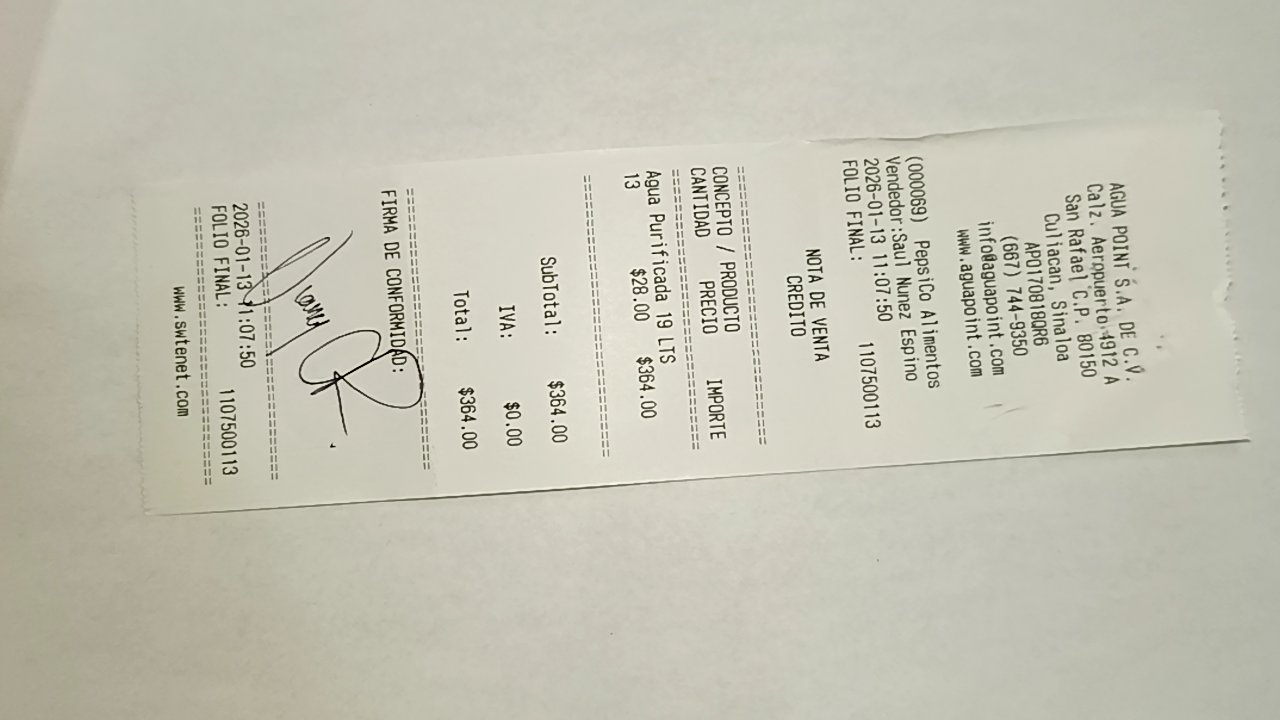 AGUA POINT S.A. DE C.V.
Calz. Aeropuerto 4912 A
San Rafael C.P. 80150
Culiacan, Sinaloa
APO170818QR6
(667) 744-9350
info@aguapoint.com
www.aguapoint.com
(000069) PepsiCo Alimentos
Vendedor:Saul Nunez Espino
2026-01-13 11:07:50
FOLIO FINAL: 1107500113
NOTA DE VENTA
CREDITO
===========================
CONCEPTO / PRODUCTO
CANTIDAD PRECIO IMPORTE
===========================
Agua Purificada 19 LTS
13 $28.00 $364.00
===========================
SubTotal: $364.00
IVA: $0.00
Total: $364.00
===========================
FIRMA DE CONFORMIDAD:
===========================
2026-01-13 11:07:50
FOLIO FINAL: 1107500113
===========================
www.swtenet.com